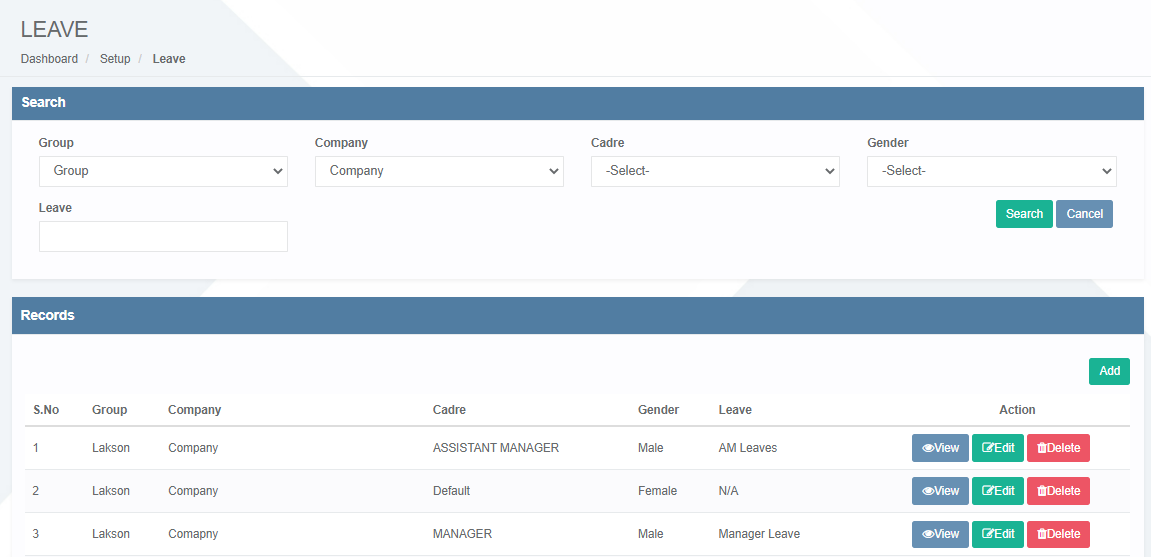 LEAVE
Dashboard / Setup / Leave
Search
Group Company Cadre Gender
Group Company -Select- -Select-
Leave
Search Cancel
Records
Add
S.No Group Company Cadre Gender Leave Action
1 Lakson Company ASSISTANT MANAGER Male AM Leaves View Edit Delete
2 Lakson Company Default Female N/A View Edit Delete
3 Lakson Comapny MANAGER Male Manager Leave View Edit Delete